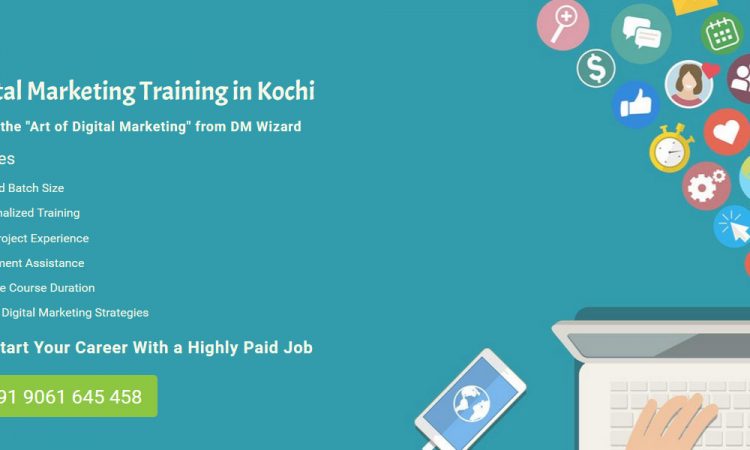 tal Marketing Training in Kochi
the "Art of Digital Marketing" from DM Wizard
es
d Batch Size
nalized Training
roject Experience
ment Assistance
e Course Duration
Digital Marketing Strategies
tart Your Career With a Highly Paid Job
91 9061 645 458
$